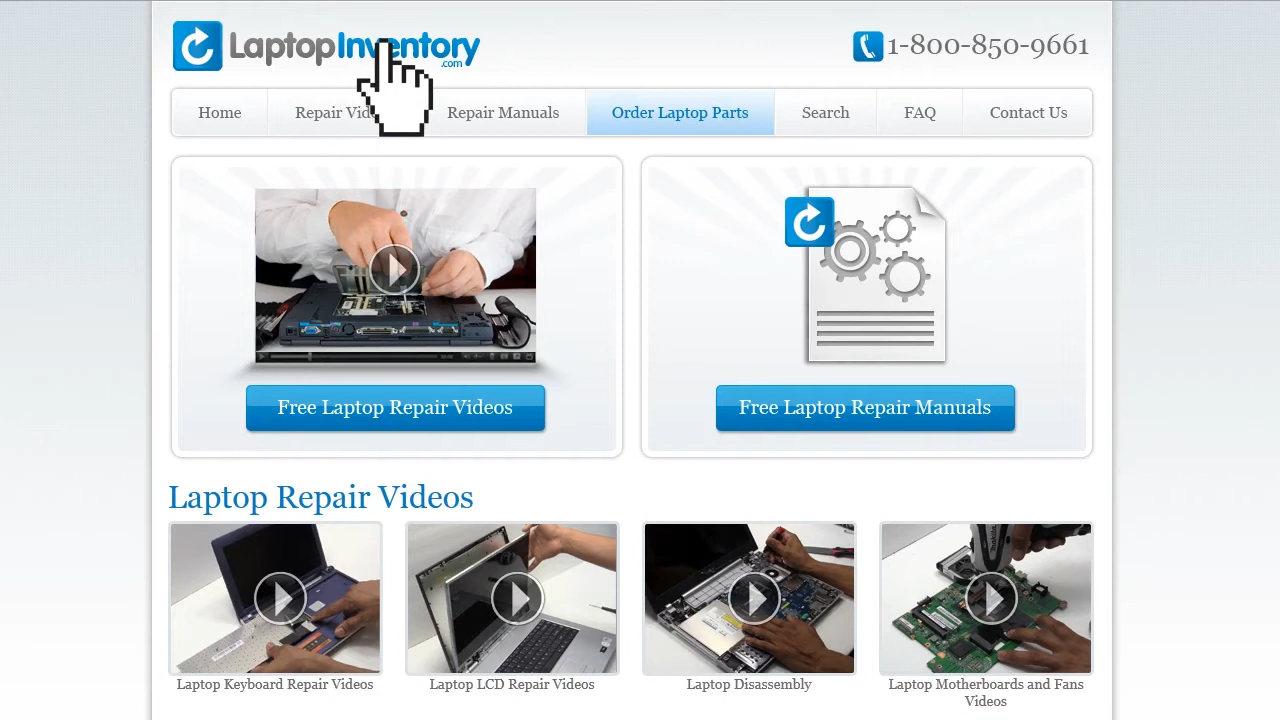 LaptopInventory
.com
1-800-850-9661
Home
Repair Vid
Repair Manuals
Order Laptop Parts
Search
FAQ
Contact Us
Free Laptop Repair Videos
Free Laptop Repair Manuals
Laptop Repair Videos
Laptop Keyboard Repair Videos
Laptop LCD Repair Videos
Laptop Disassembly
Laptop Motherboards and Fans
Videos